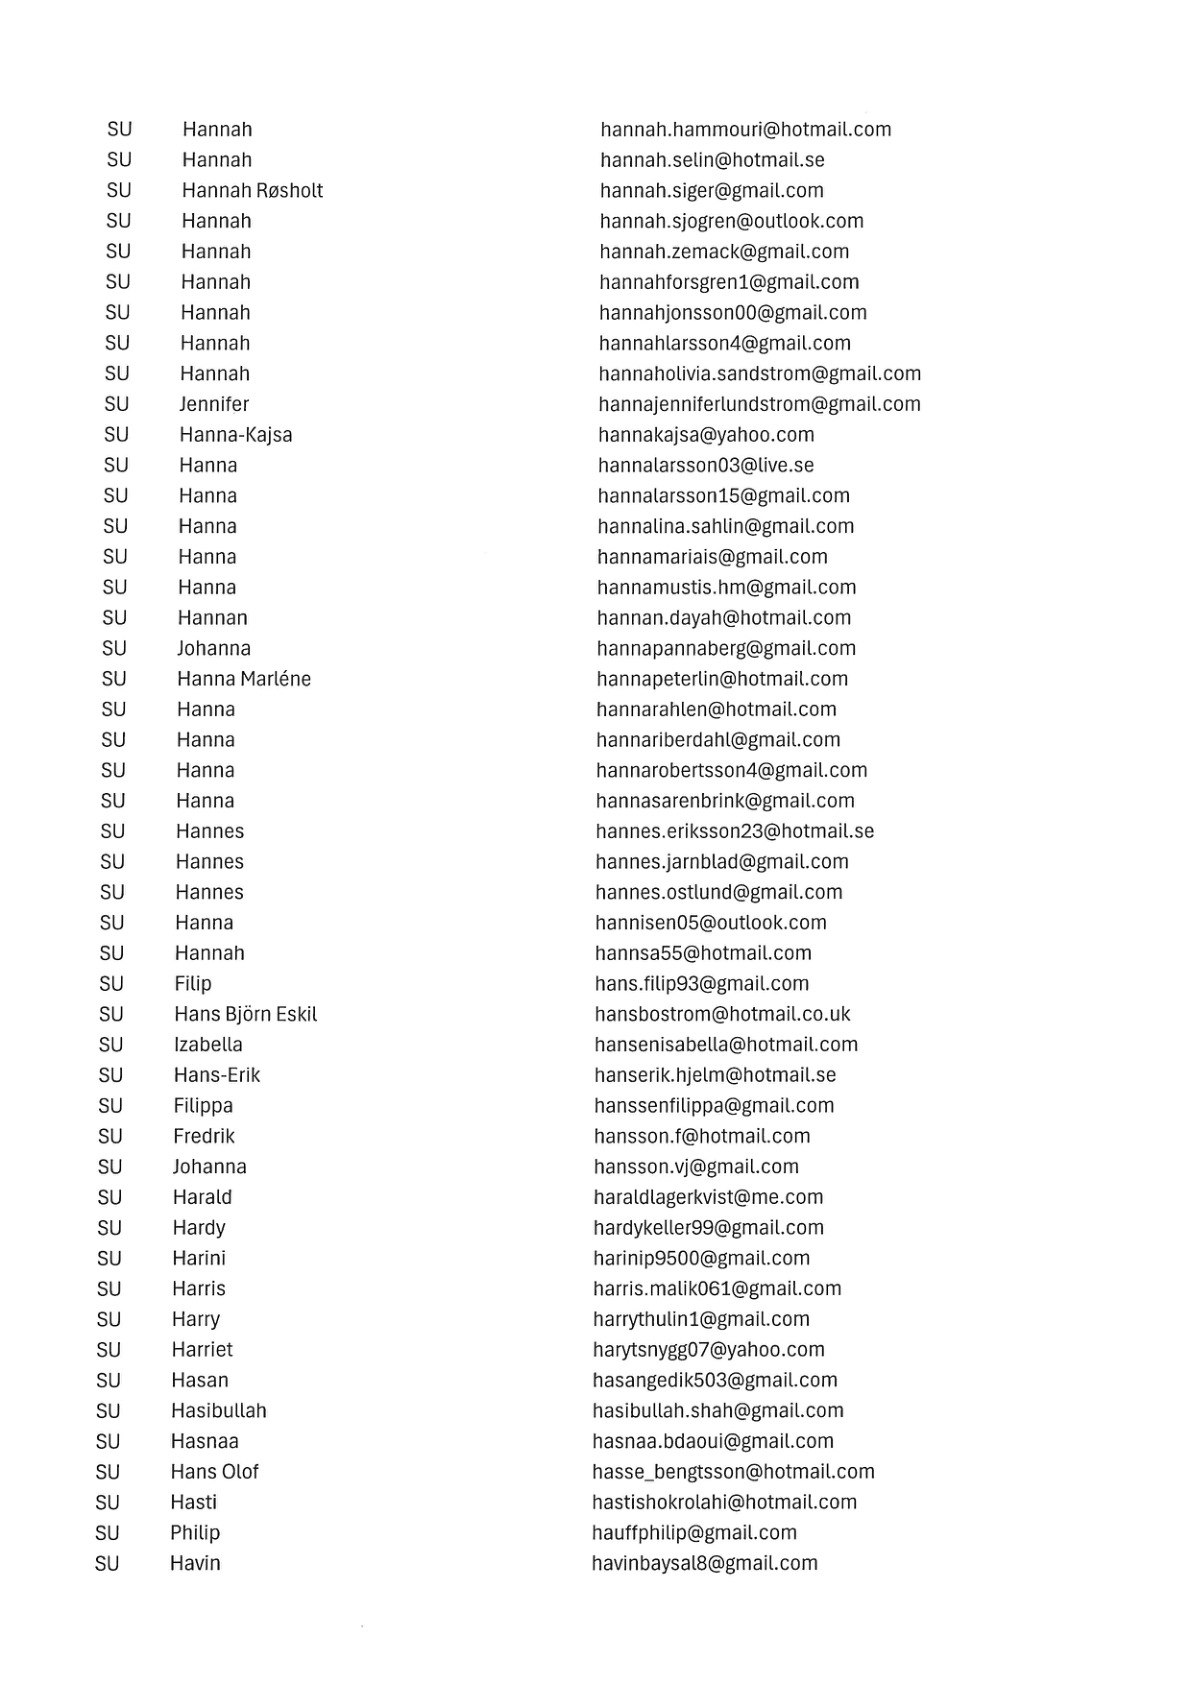 SU Hannah hannah.hammouri@hotmail.com
SU Hannah hannah.selin@hotmail.se
SU Hannah Røsholt hannah.siger@gmail.com
SU Hannah hannah.sjogren@outlook.com
SU Hannah hannah.zemack@gmail.com
SU Hannah hannahforsgren1@gmail.com
SU Hannah hannahjonsson00@gmail.com
SU Hannah hannahlarsson4@gmail.com
SU Hannah hannaholivia.sandstrom@gmail.com
SU Jennifer hannajenniferlundstrom@gmail.com
SU Hanna-Kajsa hannakajsa@yahoo.com
SU Hanna hannalarsson03@live.se
SU Hanna hannalarsson15@gmail.com
SU Hanna hannalina.sahlin@gmail.com
SU Hanna hannamariais@gmail.com
SU Hanna hannamustis.hm@gmail.com
SU Hannan hannan.dayah@hotmail.com
SU Johanna hannapannaberg@gmail.com
SU Hanna Marléne hannapeterlin@hotmail.com
SU Hanna hannarahlen@hotmail.com
SU Hanna hannariberdahl@gmail.com
SU Hanna hannarobertsson4@gmail.com
SU Hanna hannasarenbrink@gmail.com
SU Hannes hannes.eriksson23@hotmail.se
SU Hannes hannes.jarnblad@gmail.com
SU Hannes hannes.ostlund@gmail.com
SU Hanna hannisen05@outlook.com
SU Hannah hannsa55@hotmail.com
SU Filip hans.filip93@gmail.com
SU Hans Björn Eskil hansbostrom@hotmail.co.uk
SU Izabella hansenisabella@hotmail.com
SU Hans-Erik hanserik.hjelm@hotmail.se
SU Filippa hanssenfilippa@gmail.com
SU Fredrik hansson.f@hotmail.com
SU Johanna hansson.vj@gmail.com
SU Harald haraldlagerkvist@me.com
SU Hardy hardykeller99@gmail.com
SU Harini harinip9500@gmail.com
SU Harris harris.malik061@gmail.com
SU Harry harrythulin1@gmail.com
SU Harriet harytsnygg07@yahoo.com
SU Hasan hasangedik503@gmail.com
SU Hasibullah hasibullah.shah@gmail.com
SU Hasnaa hasnaa.bdaoui@gmail.com
SU Hans Olof hasse_bengtsson@hotmail.com
SU Hasti hastishokrolahi@hotmail.com
SU Philip hauffphilip@gmail.com
SU Havin havinbaysal8@gmail.com